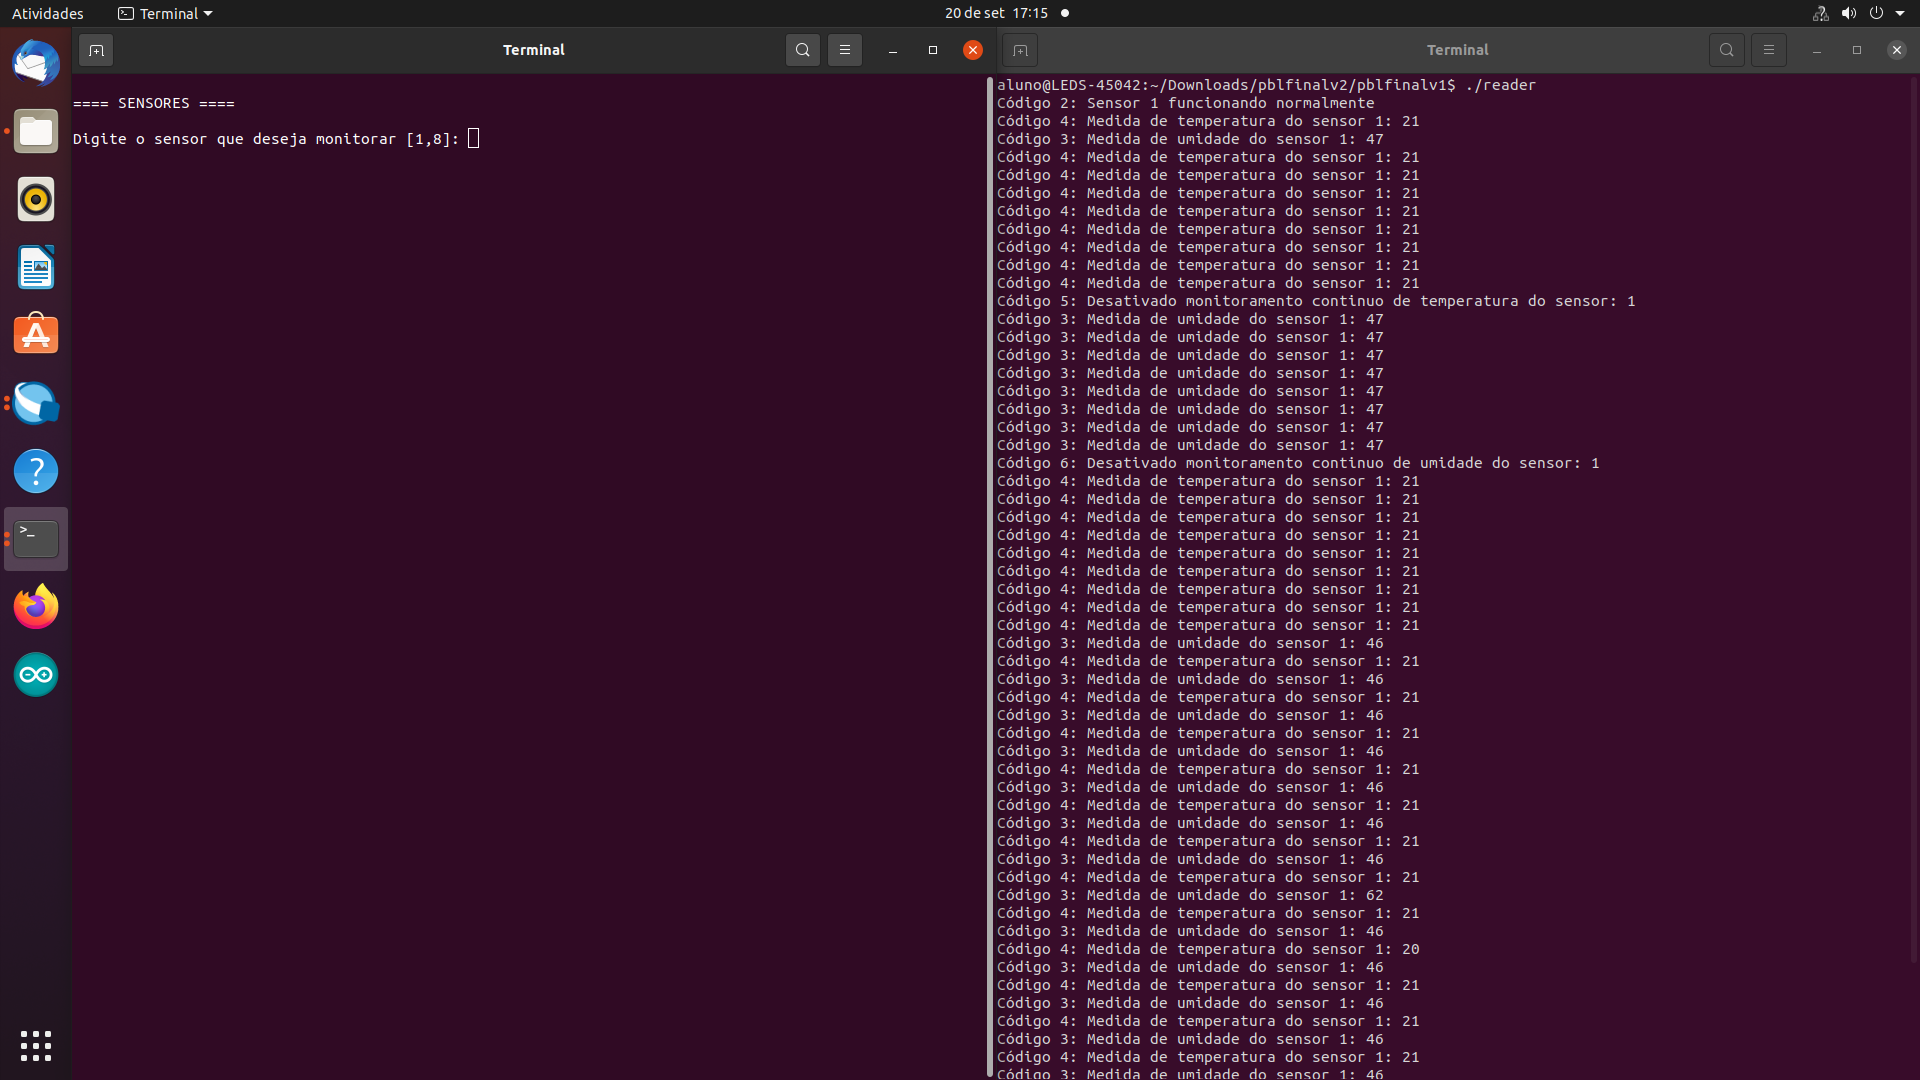 Atividades
Terminal
20 de set 17:15
Terminal
==== SENSORES ====
Digite o sensor que deseja monitorar [1,8]:
Terminal
aluno@LEDS-45042:~/Downloads/pblfinalv2/pblfinalv1$ ./reader
Código 2: Sensor 1 funcionando normalmente
Código 4: Medida de temperatura do sensor 1: 21
Código 3: Medida de umidade do sensor 1: 47
Código 4: Medida de temperatura do sensor 1: 21
Código 4: Medida de temperatura do sensor 1: 21
Código 4: Medida de temperatura do sensor 1: 21
Código 4: Medida de temperatura do sensor 1: 21
Código 4: Medida de temperatura do sensor 1: 21
Código 4: Medida de temperatura do sensor 1: 21
Código 4: Medida de temperatura do sensor 1: 21
Código 4: Medida de temperatura do sensor 1: 21
Código 5: Desativado monitoramento continuo de temperatura do sensor: 1
Código 3: Medida de umidade do sensor 1: 47
Código 3: Medida de umidade do sensor 1: 47
Código 3: Medida de umidade do sensor 1: 47
Código 3: Medida de umidade do sensor 1: 47
Código 3: Medida de umidade do sensor 1: 47
Código 3: Medida de umidade do sensor 1: 47
Código 3: Medida de umidade do sensor 1: 47
Código 3: Medida de umidade do sensor 1: 47
Código 6: Desativado monitoramento continuo de umidade do sensor: 1
Código 4: Medida de temperatura do sensor 1: 21
Código 4: Medida de temperatura do sensor 1: 21
Código 4: Medida de temperatura do sensor 1: 21
Código 4: Medida de temperatura do sensor 1: 21
Código 4: Medida de temperatura do sensor 1: 21
Código 4: Medida de temperatura do sensor 1: 21
Código 4: Medida de temperatura do sensor 1: 21
Código 4: Medida de temperatura do sensor 1: 21
Código 4: Medida de temperatura do sensor 1: 21
Código 3: Medida de umidade do sensor 1: 46
Código 4: Medida de temperatura do sensor 1: 21
Código 3: Medida de umidade do sensor 1: 46
Código 4: Medida de temperatura do sensor 1: 21
Código 3: Medida de umidade do sensor 1: 46
Código 4: Medida de temperatura do sensor 1: 21
Código 3: Medida de umidade do sensor 1: 46
Código 4: Medida de temperatura do sensor 1: 21
Código 3: Medida de umidade do sensor 1: 46
Código 4: Medida de temperatura do sensor 1: 21
Código 3: Medida de umidade do sensor 1: 46
Código 4: Medida de temperatura do sensor 1: 21
Código 3: Medida de umidade do sensor 1: 46
Código 4: Medida de temperatura do sensor 1: 21
Código 3: Medida de umidade do sensor 1: 62
Código 4: Medida de temperatura do sensor 1: 21
Código 3: Medida de umidade do sensor 1: 46
Código 4: Medida de temperatura do sensor 1: 20
Código 3: Medida de umidade do sensor 1: 46
Código 4: Medida de temperatura do sensor 1: 21
Código 3: Medida de umidade do sensor 1: 46
Código 4: Medida de temperatura do sensor 1: 21
Código 3: Medida de umidade do sensor 1: 46
Código 4: Medida de temperatura do sensor 1: 21
Código 3: Medida de umidade do sensor 1: 46